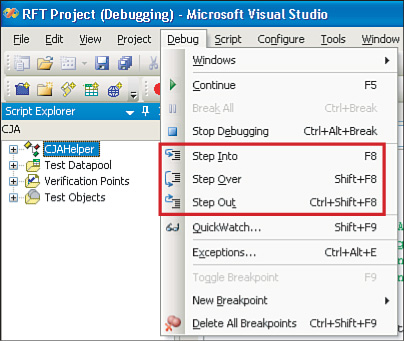 RFT Project (Debugging) - Microsoft Visual Studio
File Edit View Project Debug Script Configure Tools Window
Script Explorer
CJA
CJAHelper
Test Datapool
Verification Points
Test Objects
Windows
Continue F5
Break All Ctrl+Break
Stop Debugging Ctrl+Alt+Break
Step Into F8
Step Over Shift+F8
Step Out Ctrl+Shift+F8
QuickWatch... Shift+F9
Exceptions... Ctrl+Alt+E
Toggle Breakpoint F9
New Breakpoint
Delete All Breakpoints Ctrl+Shift+F9